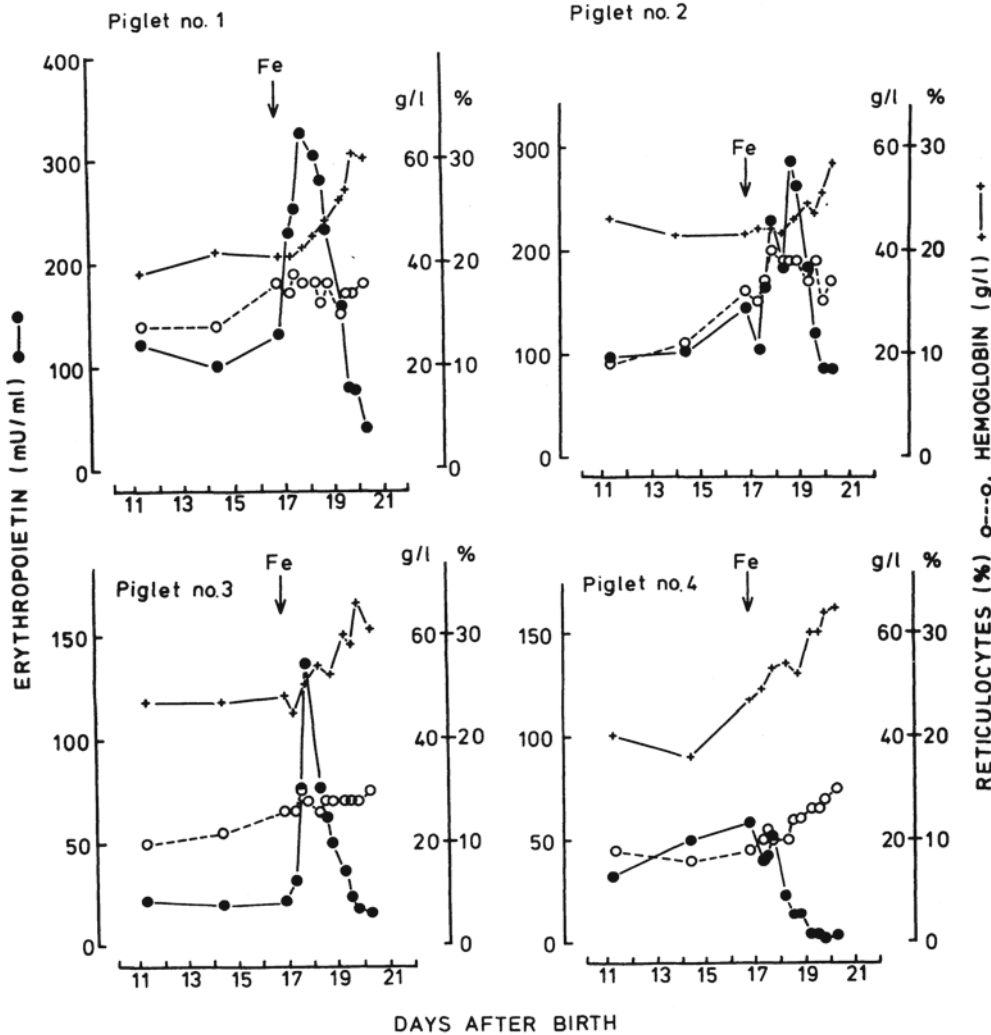 Piglet no. 1
Piglet no. 2
400
300
200
100
0
Fe
g/l %
60 30
40 20
20 10
0
11 13 15 17 19 21
300
200
100
0
Fe
g/l %
60 30
40 20
20 10
0
11 13 15 17 19 21
Piglet no. 3
150
100
50
0
Fe
g/l %
60 30
40 20
20 10
0
11 13 15 17 19 21
Piglet no. 4
150
100
50
0
Fe
g/l %
60 30
40 20
20 10
0
11 13 15 17 19 21
ERYTHROPOIETIN (mU/ml)
RETICULOCYTES (%) o---o, HEMOGLOBIN (g/l) +—+
DAYS AFTER BIRTH